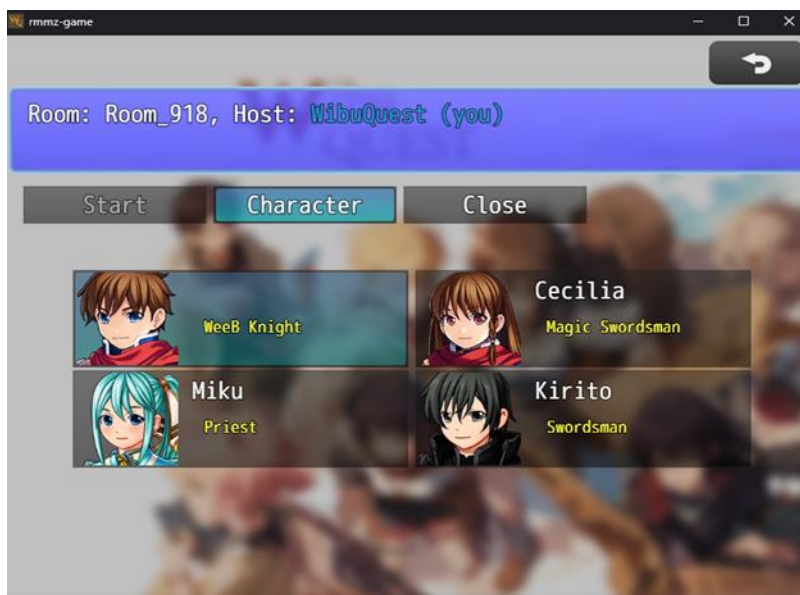 rmmz-game
Room: Room_918, Host: WibuQuest (you)
Start
Character
Close
WeeB Knight
Cecilia
Magic Swordsman
Miku
Priest
Kirito
Swordsman
QUEST